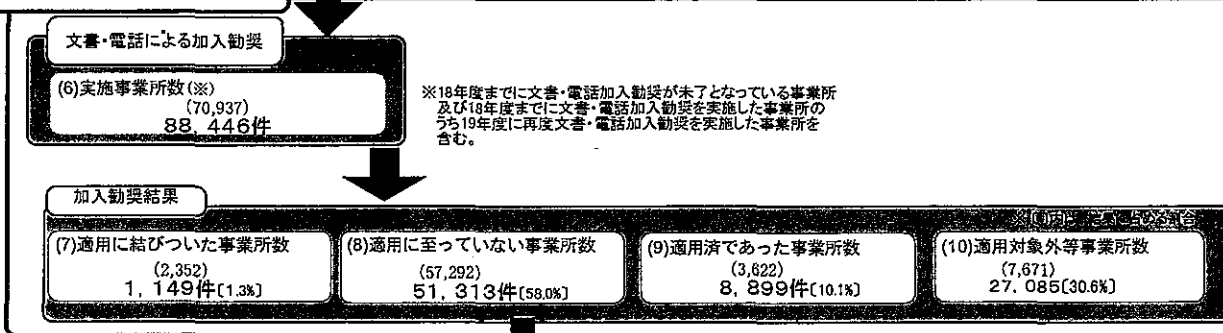 文書・電話による加入勧奨
(6)実施事業所数(※)
(70,937)
88,446件
※18年度までに文書・電話加入勧奨が未了となっている事業所
及び18年度までに文書・電話加入勧奨を実施した事業所の
うち19年度に再度文書・電話加入勧奨を実施した事業所を
含む。
加入勧奨結果
(7)適用に結びついた事業所数
(2,352)
1,149件[1.3%]
(8)適用に至っていない事業所数
(57,292)
51,313件[58.0%]
(9)適用済であった事業所数
(3,622)
8,899件[10.1%]
(10)適用対象外等事業所数
(7,671)
27,085[30.6%]